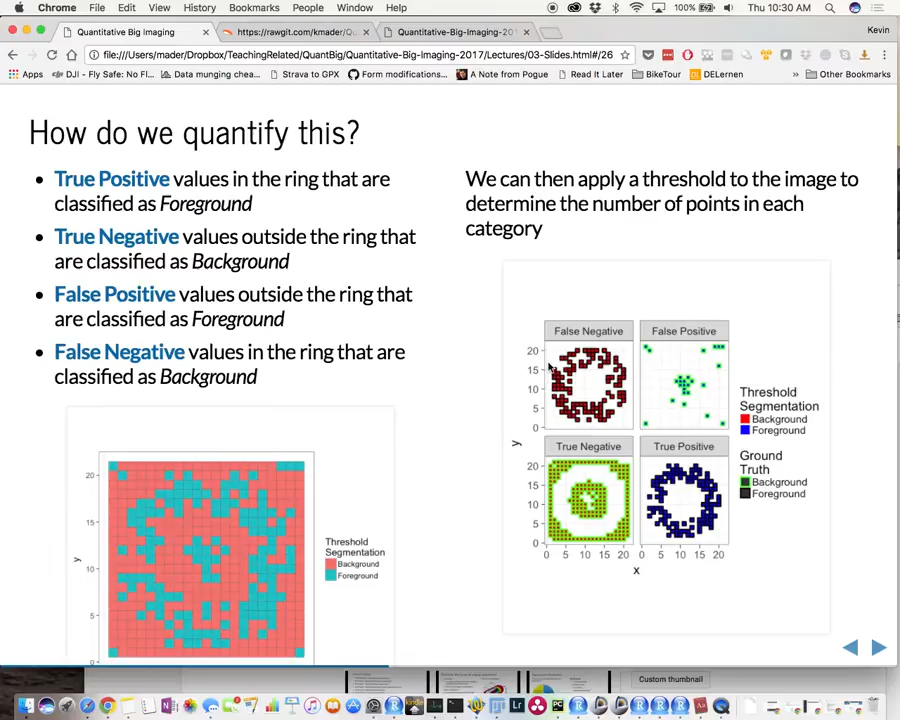 Chrome File Edit View History Bookmarks People Window Help 100% Thu 10:30 AM
Quantitative Big Imaging
https://rawgit.com/kmader/Qu
Quantitative-Big-Imaging-201
Kevin
file:///Users/mader/Dropbox/TeachingRelated/QuantBig/Quantitative-Big-Imaging-2017/Lectures/03-Slides.html#/26
Apps DJI - Fly Safe: No Fl... Data munging chea... Strava to GPX Form modifications... A Note from Pogue Read It Later BikeTour DELernen » Other Bookmarks
How do we quantify this?
• True Positive values in the ring that are
classified as Foreground
• True Negative values outside the ring that
are classified as Background
• False Positive values outside the ring that
are classified as Foreground
• False Negative values in the ring that are
classified as Background
y
20
15
10
5
0
Threshold
Segmentation
Background
Foreground
We can then apply a threshold to the image to
determine the number of points in each
category
False Negative False Positive
20
15
10
5
0
y
True Negative True Positive
20
15
10
5
0
0 5 10 15 20 0 5 10 15 20
x
Threshold
Segmentation
Background
Foreground
Ground
Truth
Background
Foreground
Custom thumbnail